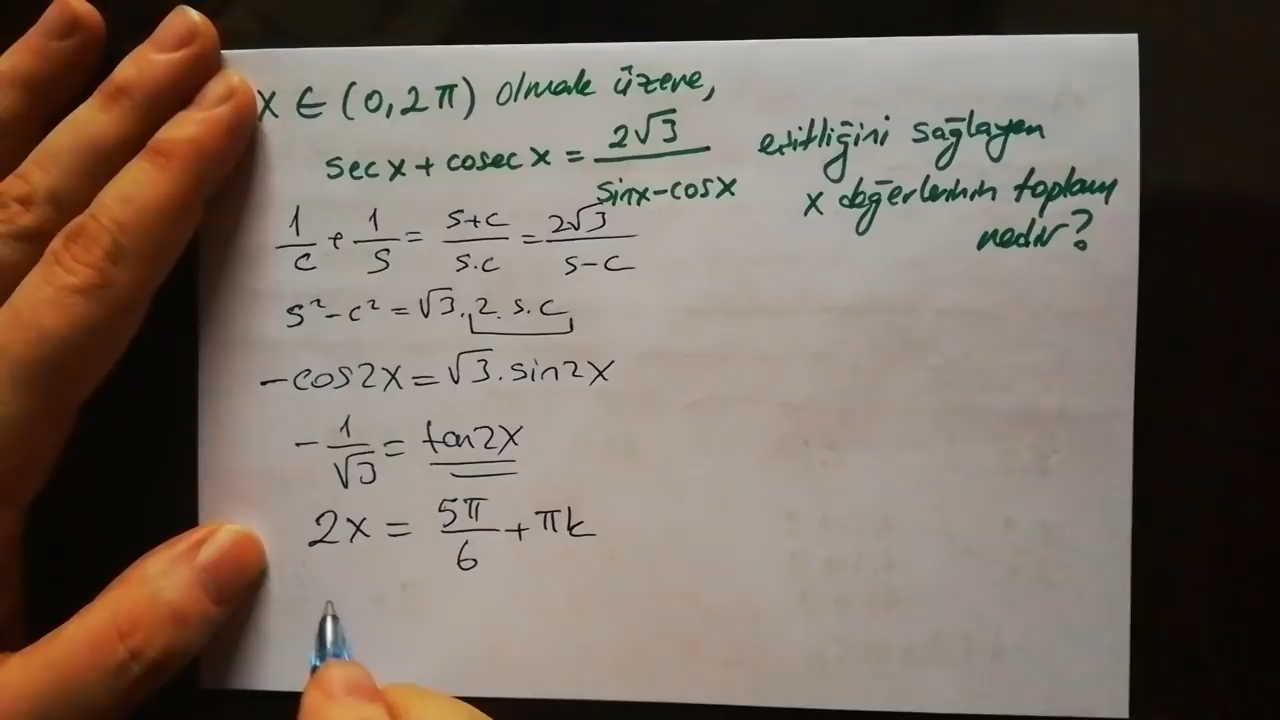 x ∈ (0, 2π) olmak üzere,
sec x + cosec x = 2√3 / sinx - cosx eşitliğini sağlayan
x değerlerinin toplamı
nedir?
1/c + 1/s = s+c / s.c = 2√3 / s-c
s² - c² = √3 . 2. s. c
-cos2x = √3 . sin2x
- 1/√3 = tan2x
2x = 5π/6 + πk